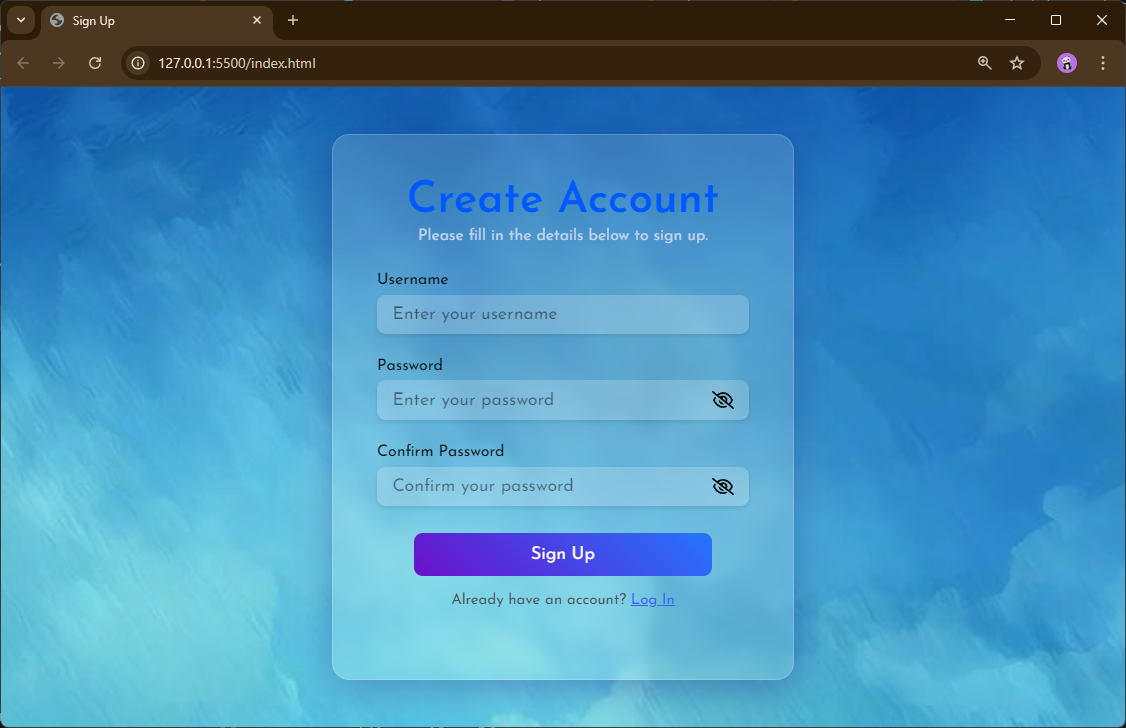 Sign Up
127.0.0.1:5500/index.html
Create Account
Please fill in the details below to sign up.
Username
Enter your username
Password
Enter your password
Confirm Password
Confirm your password
Sign Up
Already have an account? Log In